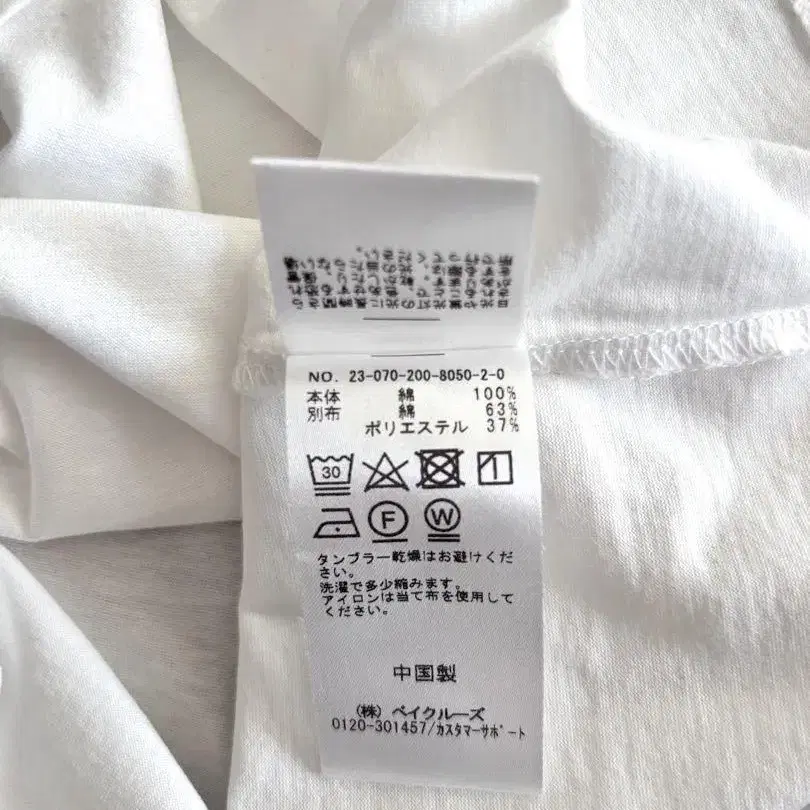 NO. 23-070-200-8050-2-0
本体 綿 100%
別布 綿 63%
ポリエステル 37%
30
1
F
W
タンブラー乾燥はお避けくだ
さい。
洗濯で多少縮みます。
アイロンは当て布を使用して
ください。
中国製
(株) ベイクルーズ
0120-301457/カスタマーサポート